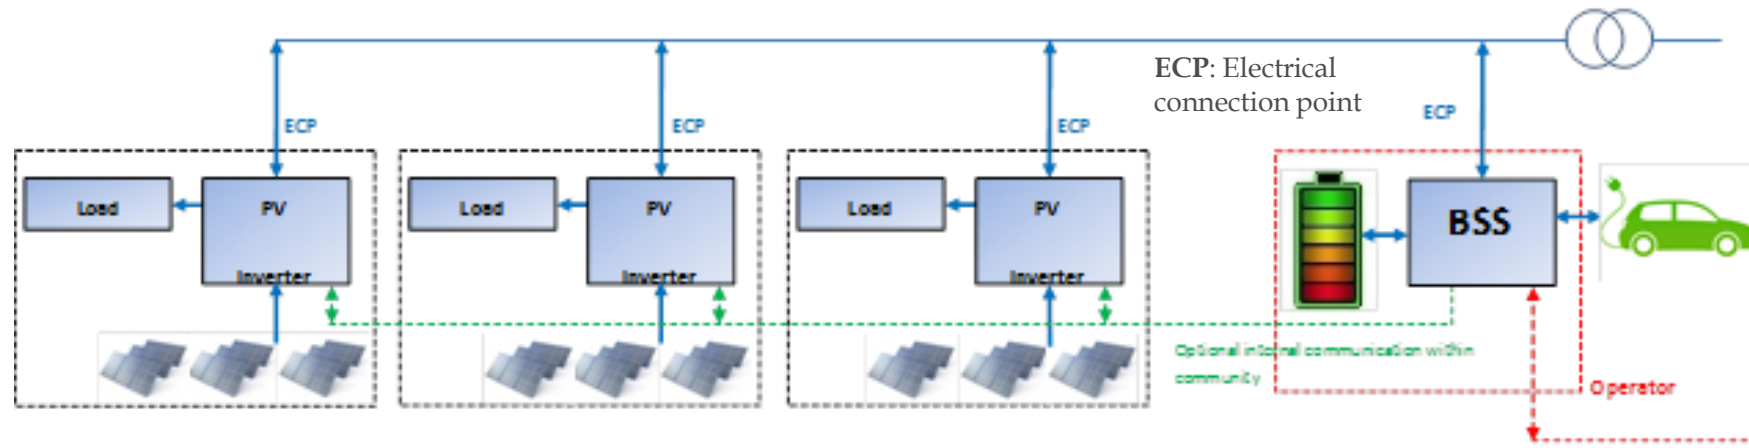 ECP: Electrical
connection point
ECP
ECP
ECP
ECP
Load
PV
Inverter
Load
PV
Inverter
Load
PV
Inverter
BSS
Optional internal communication within
community
Operator